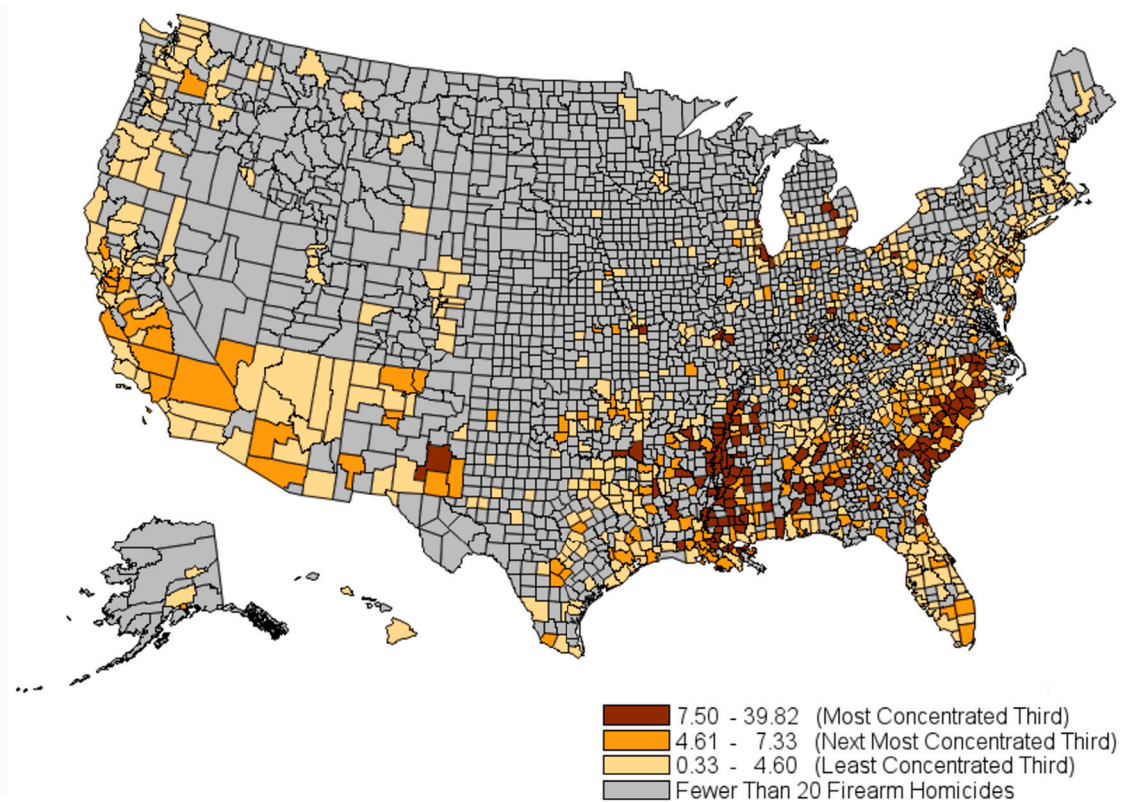 7.50 - 39.82 (Most Concentrated Third)
4.61 - 7.33 (Next Most Concentrated Third)
0.33 - 4.60 (Least Concentrated Third)
Fewer Than 20 Firearm Homicides